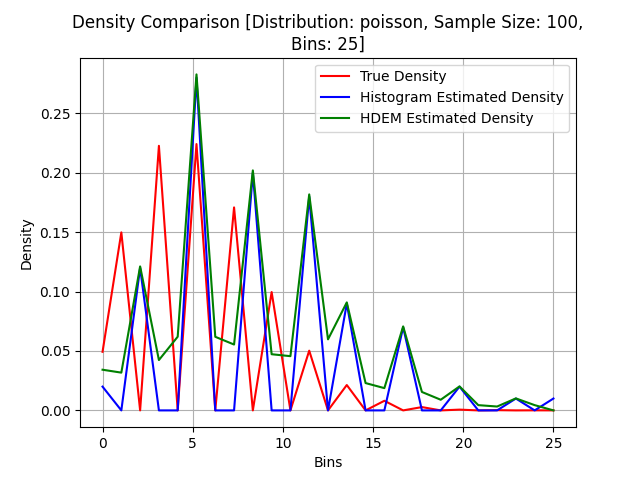 Density Comparison [Distribution: poisson, Sample Size: 100,
Bins: 25]
True Density
Histogram Estimated Density
HDEM Estimated Density
Density
0.25
0.20
0.15
0.10
0.05
0.00
0 5 10 15 20 25
Bins